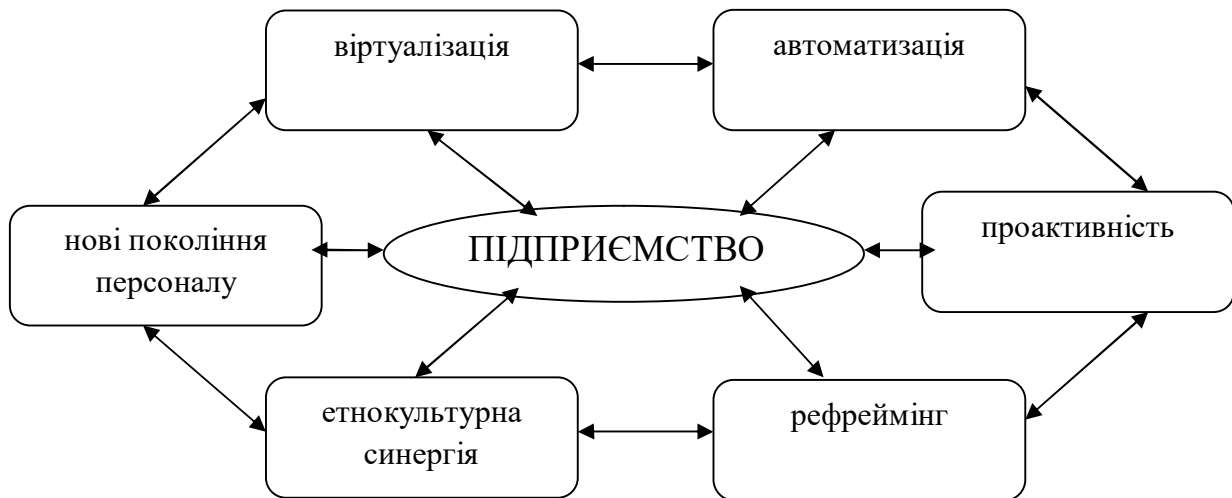 віртуалізація
автоматизація
нові покоління
персоналу
ПІДПРИЄМСТВО
проактивність
етнокультурна
синергія
рефреймінг